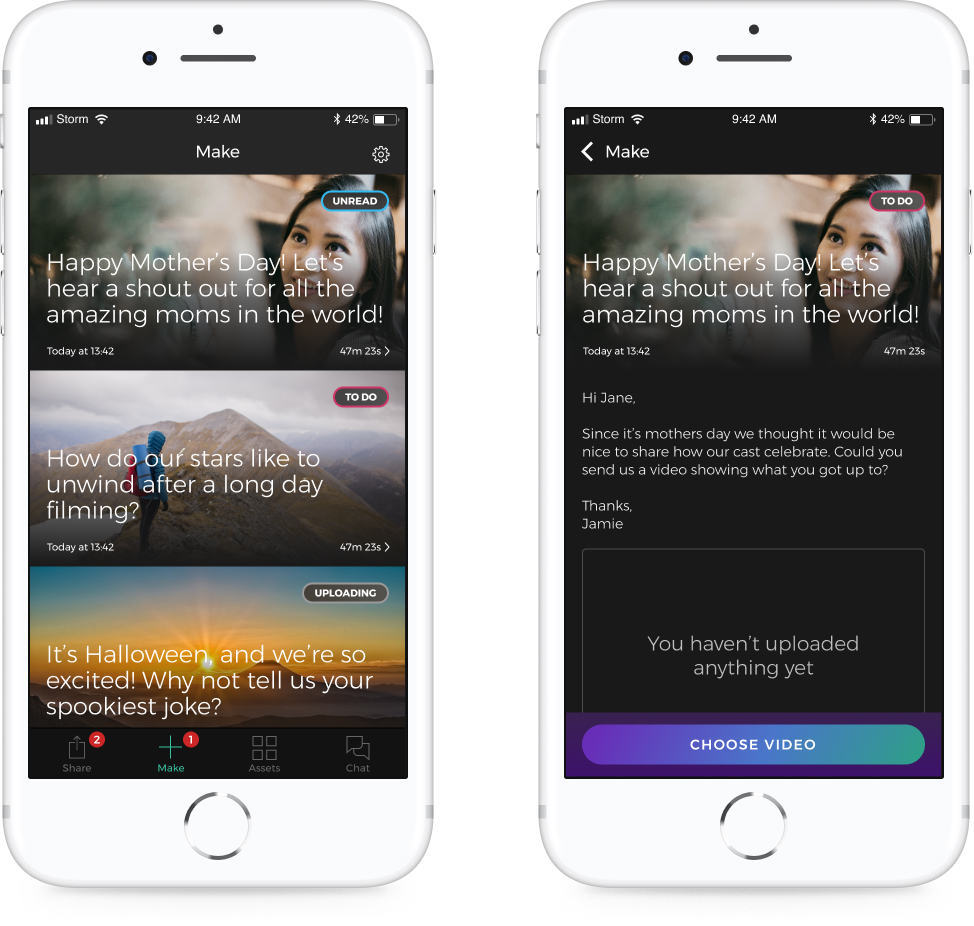 Storm
9:42 AM
42%
Make
UNREAD
Happy Mother’s Day! Let’s
hear a shout out for all the
amazing moms in the world!
Today at 13:42
47m 23s
TO DO
How do our stars like to
unwind after a long day
filming?
Today at 13:42
47m 23s
UPLOADING
It’s Halloween, and we’re so
excited! Why not tell us your
spookiest joke?
2
1
Share
Make
Assets
Chat
Storm
9:42 AM
42%
Make
TO DO
Happy Mother’s Day! Let’s
hear a shout out for all the
amazing moms in the world!
Today at 13:42
47m 23s
Hi Jane,
Since it’s mothers day we thought it would be
nice to share how our cast celebrate. Could you
send us a video showing what you got up to?
Thanks,
Jamie
You haven’t uploaded
anything yet
CHOOSE VIDEO